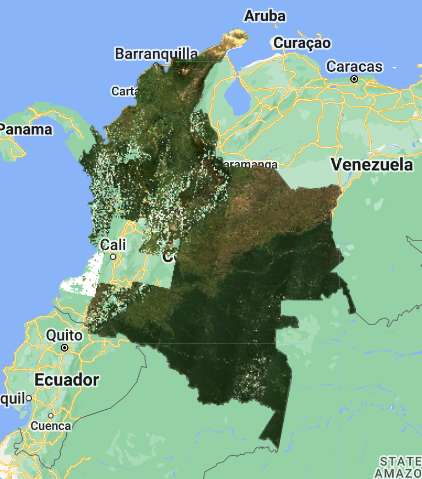 Aruba
Curaçao
Barranquilla
Caracas
Carta
Panama
aramanga
Venezuela
Cali
C
Quito
Ecuador
quil
Cuenca
STATE
AMAZO